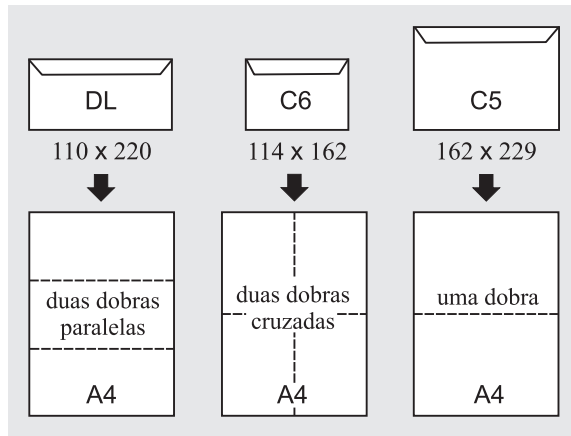 DL
C6
C5
110 x 220
114 x 162
162 x 229
duas dobras
paralelas
duas dobras
cruzadas
uma dobra
A4
A4
A4